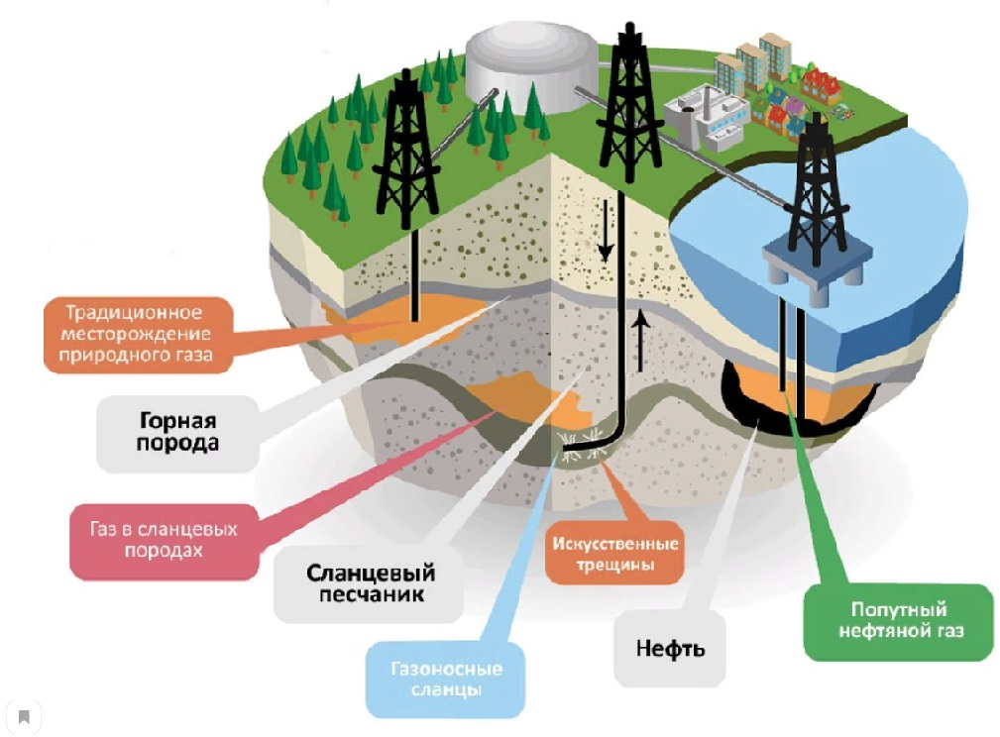 Традиционное
месторождение
природного газа
Горная
порода
Газ в сланцевых
породах
Сланцевый
песчаник
Искусственные
трещины
Газоносные
сланцы
Нефть
Попутный
нефтяной газ